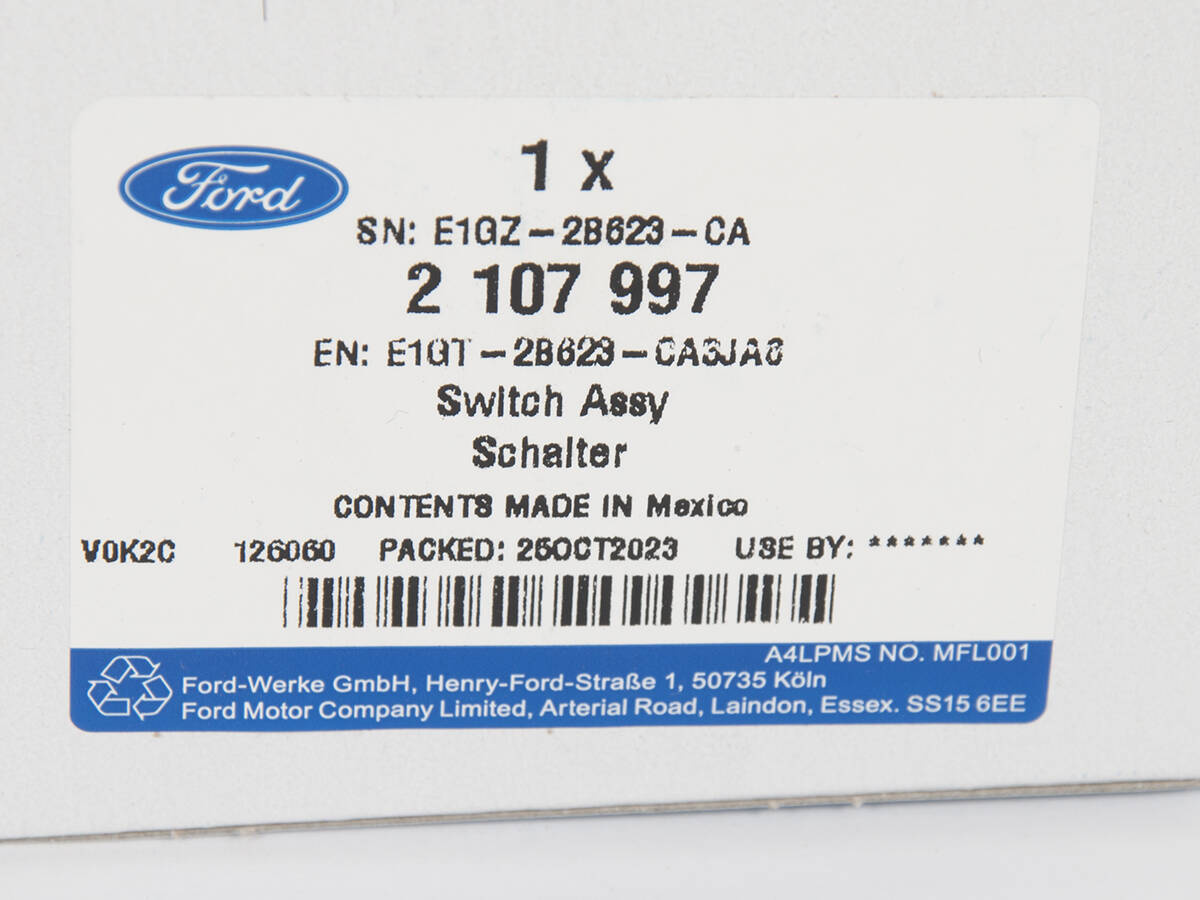 Ford
1 x
SN: E1GZ-2B623-CA
2 107 997
EN: E1GT-2B623-CA3JA6
Switch Assy
Schalter
CONTENTS MADE IN Mexico
V0K2C 126060 PACKED: 25OCT2023 USE BY: *******
A4LPMS NO. MFL001
Ford-Werke GmbH, Henry-Ford-Straße 1, 50735 Köln
Ford Motor Company Limited, Arterial Road, Laindon, Essex. SS15 6EE